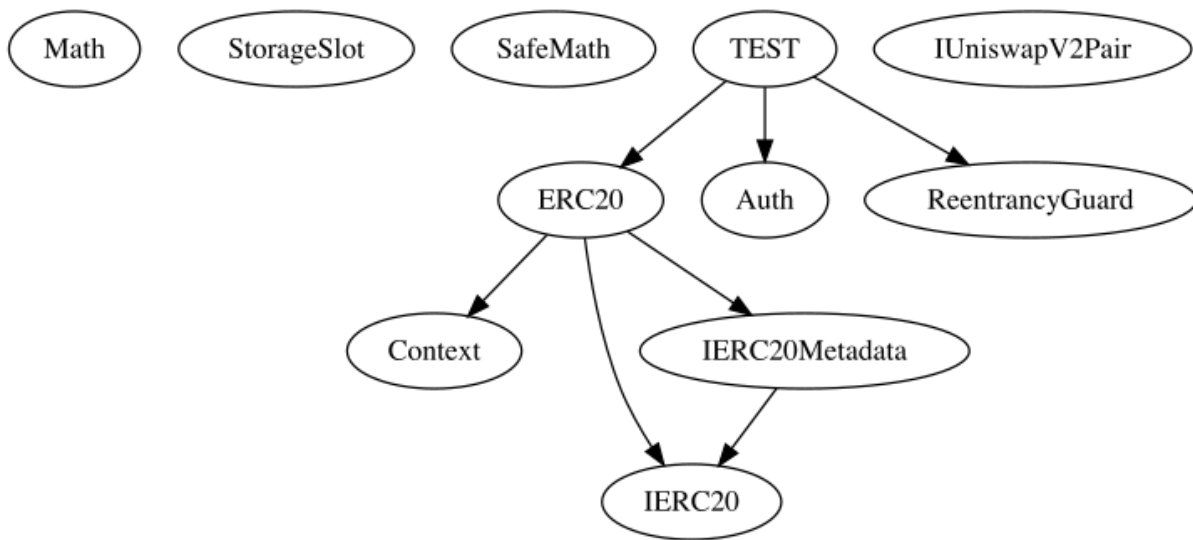 Math
StorageSlot
SafeMath
TEST
IUniswapV2Pair
ERC20
Auth
ReentrancyGuard
Context
IERC20Metadata
IERC20